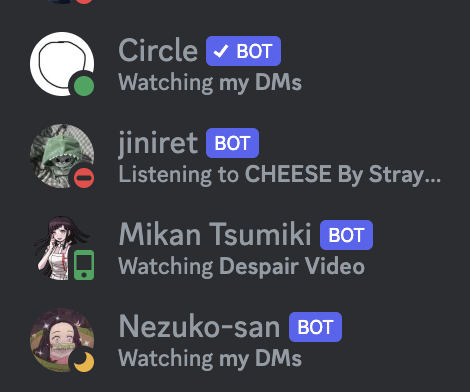 Circle ✓ BOT
Watching my DMs
jiniret BOT
Listening to CHEESE By Stray...
Mikan Tsumiki BOT
Watching Despair Video
Nezuko-san BOT
Watching my DMs